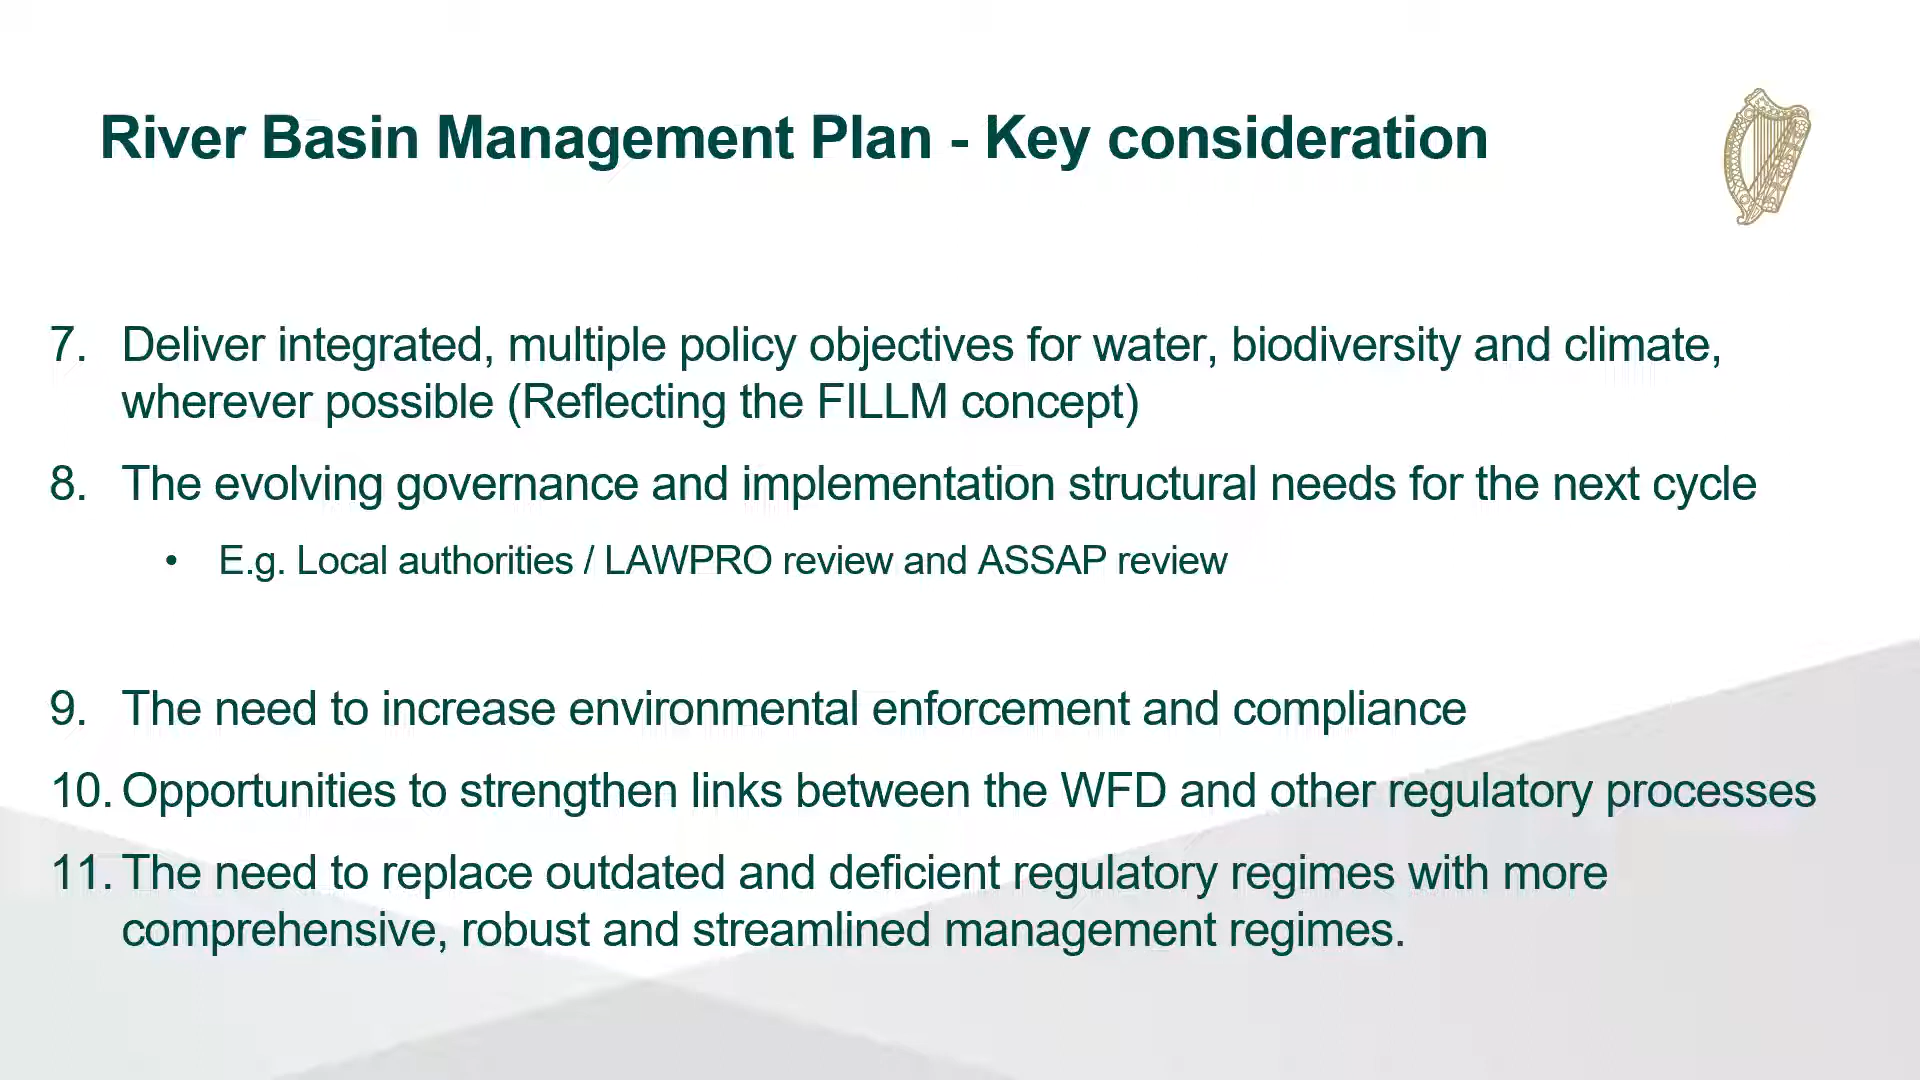 River Basin Management Plan - Key consideration
7. Deliver integrated, multiple policy objectives for water, biodiversity and climate,
wherever possible (Reflecting the FILLM concept)
8. The evolving governance and implementation structural needs for the next cycle
• E.g. Local authorities / LAWPRO review and ASSAP review
9. The need to increase environmental enforcement and compliance
10. Opportunities to strengthen links between the WFD and other regulatory processes
11. The need to replace outdated and deficient regulatory regimes with more
comprehensive, robust and streamlined management regimes.